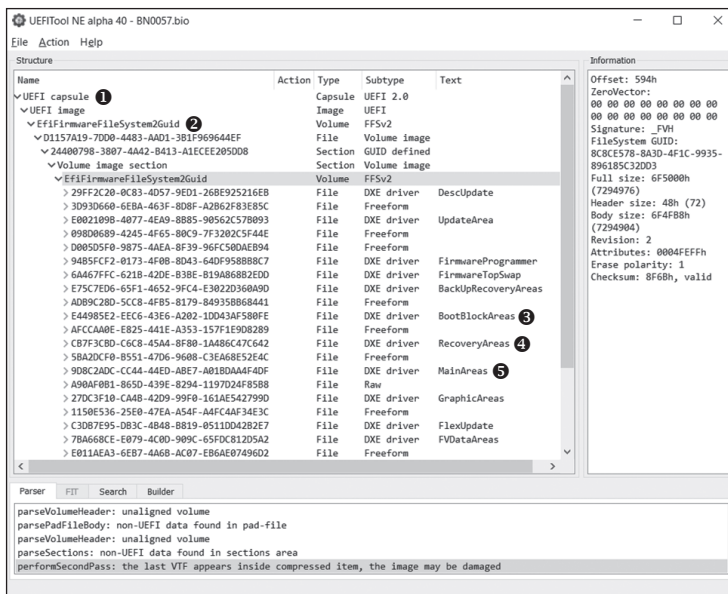 UEFITool NE alpha 40 - BN0057.bio
File Action Help
Structure
Name Action Type Subtype Text
UEFI capsule ❶ Capsule UEFI 2.0
UEFI image Image UEFI
EfiFirmwareFileSystem2Guid ❷ Volume FFSv2
D1157A19-7DD0-4483-AAD1-3B1F969644EF File Volume image
24400798-3807-4A42-B413-A1ECEE205DD8 Section GUID defined
Volume image section Section Volume image
EfiFirmwareFileSystem2Guid Volume FFSv2
29FF2C20-0C83-4D57-9ED1-26BE925216EB File DXE driver DescUpdate
3D93D660-6EBA-463F-8D8F-A2B62F83E85C File Freeform
E002109B-4077-4EA9-8B85-90562C57B093 File DXE driver UpdateArea
098D0689-4245-4F65-80C9-7F3202C5F44E File Freeform
D005D5F0-9875-4AEA-8F39-96FC50DAEB94 File Freeform
94B5FCF2-0173-4F0B-8D43-64DF958BB8C7 File DXE driver FirmwareProgrammer
6A467FFC-621B-42DE-B3BE-B19A868B2EDD File DXE driver FirmwareTopSwap
E75C7ED6-65F1-4652-9FC4-E3022D360A9D File DXE driver BackUpRecoveryAreas
ADB9C28D-5CC8-4FB5-8179-84935BB68441 File Freeform
E44985E2-EEC6-43E6-A202-1DD43AF580FE File DXE driver BootBlockAreas ❸
AFCCAA0E-E825-441E-A353-157F1E9D8289 File Freeform
CB7F3CBD-C6C8-45A4-8F80-1A486C47C642 File DXE driver RecoveryAreas ❹
5BA2DCF0-B551-47D6-9608-C3EA68E52E4C File Freeform
9D8C2ADC-CC44-44ED-ABE7-A01BDAA4F4DF File DXE driver MainAreas ❺
A90AF0B1-865D-439E-8294-1197D24F85B8 File Raw
27DC3F10-CA4B-42D9-99F0-161AE542799D File DXE driver GraphicAreas
1150E536-25E0-47EA-A54F-A4FC4AF34E3C File Freeform
C3DB7E95-DB3C-4B48-B819-0511DD42B2E7 File DXE driver FlexUpdate
7BA668CE-E079-4C0D-909C-65FDC812D5A2 File DXE driver FVDataAreas
E011AEA3-6EB7-4A6B-AC07-EB6AE07496D2 File Freeform
Information
Offset: 594h
ZeroVector:
00 00 00 00 00 00 00 00
00 00 00 00 00 00 00 00
Signature: _FVH
FileSystem GUID:
8C8CE578-8A3D-4F1C-9935-
896185C32DD3
Full size: 6F5000h
(7294976)
Header size: 48h (72)
Body size: 6F4FB8h
(7294904)
Revision: 2
Attributes: 0004FEFFh
Erase polarity: 1
Checksum: 8F6Bh, valid
Parser FIT Search Builder
parseVolumeHeader: unaligned volume
parsePadFileBody: non-UEFI data found in pad-file
parseVolumeHeader: unaligned volume
parseSections: non-UEFI data found in sections area
performSecondPass: the last VTF appears inside compressed item, the image may be damaged